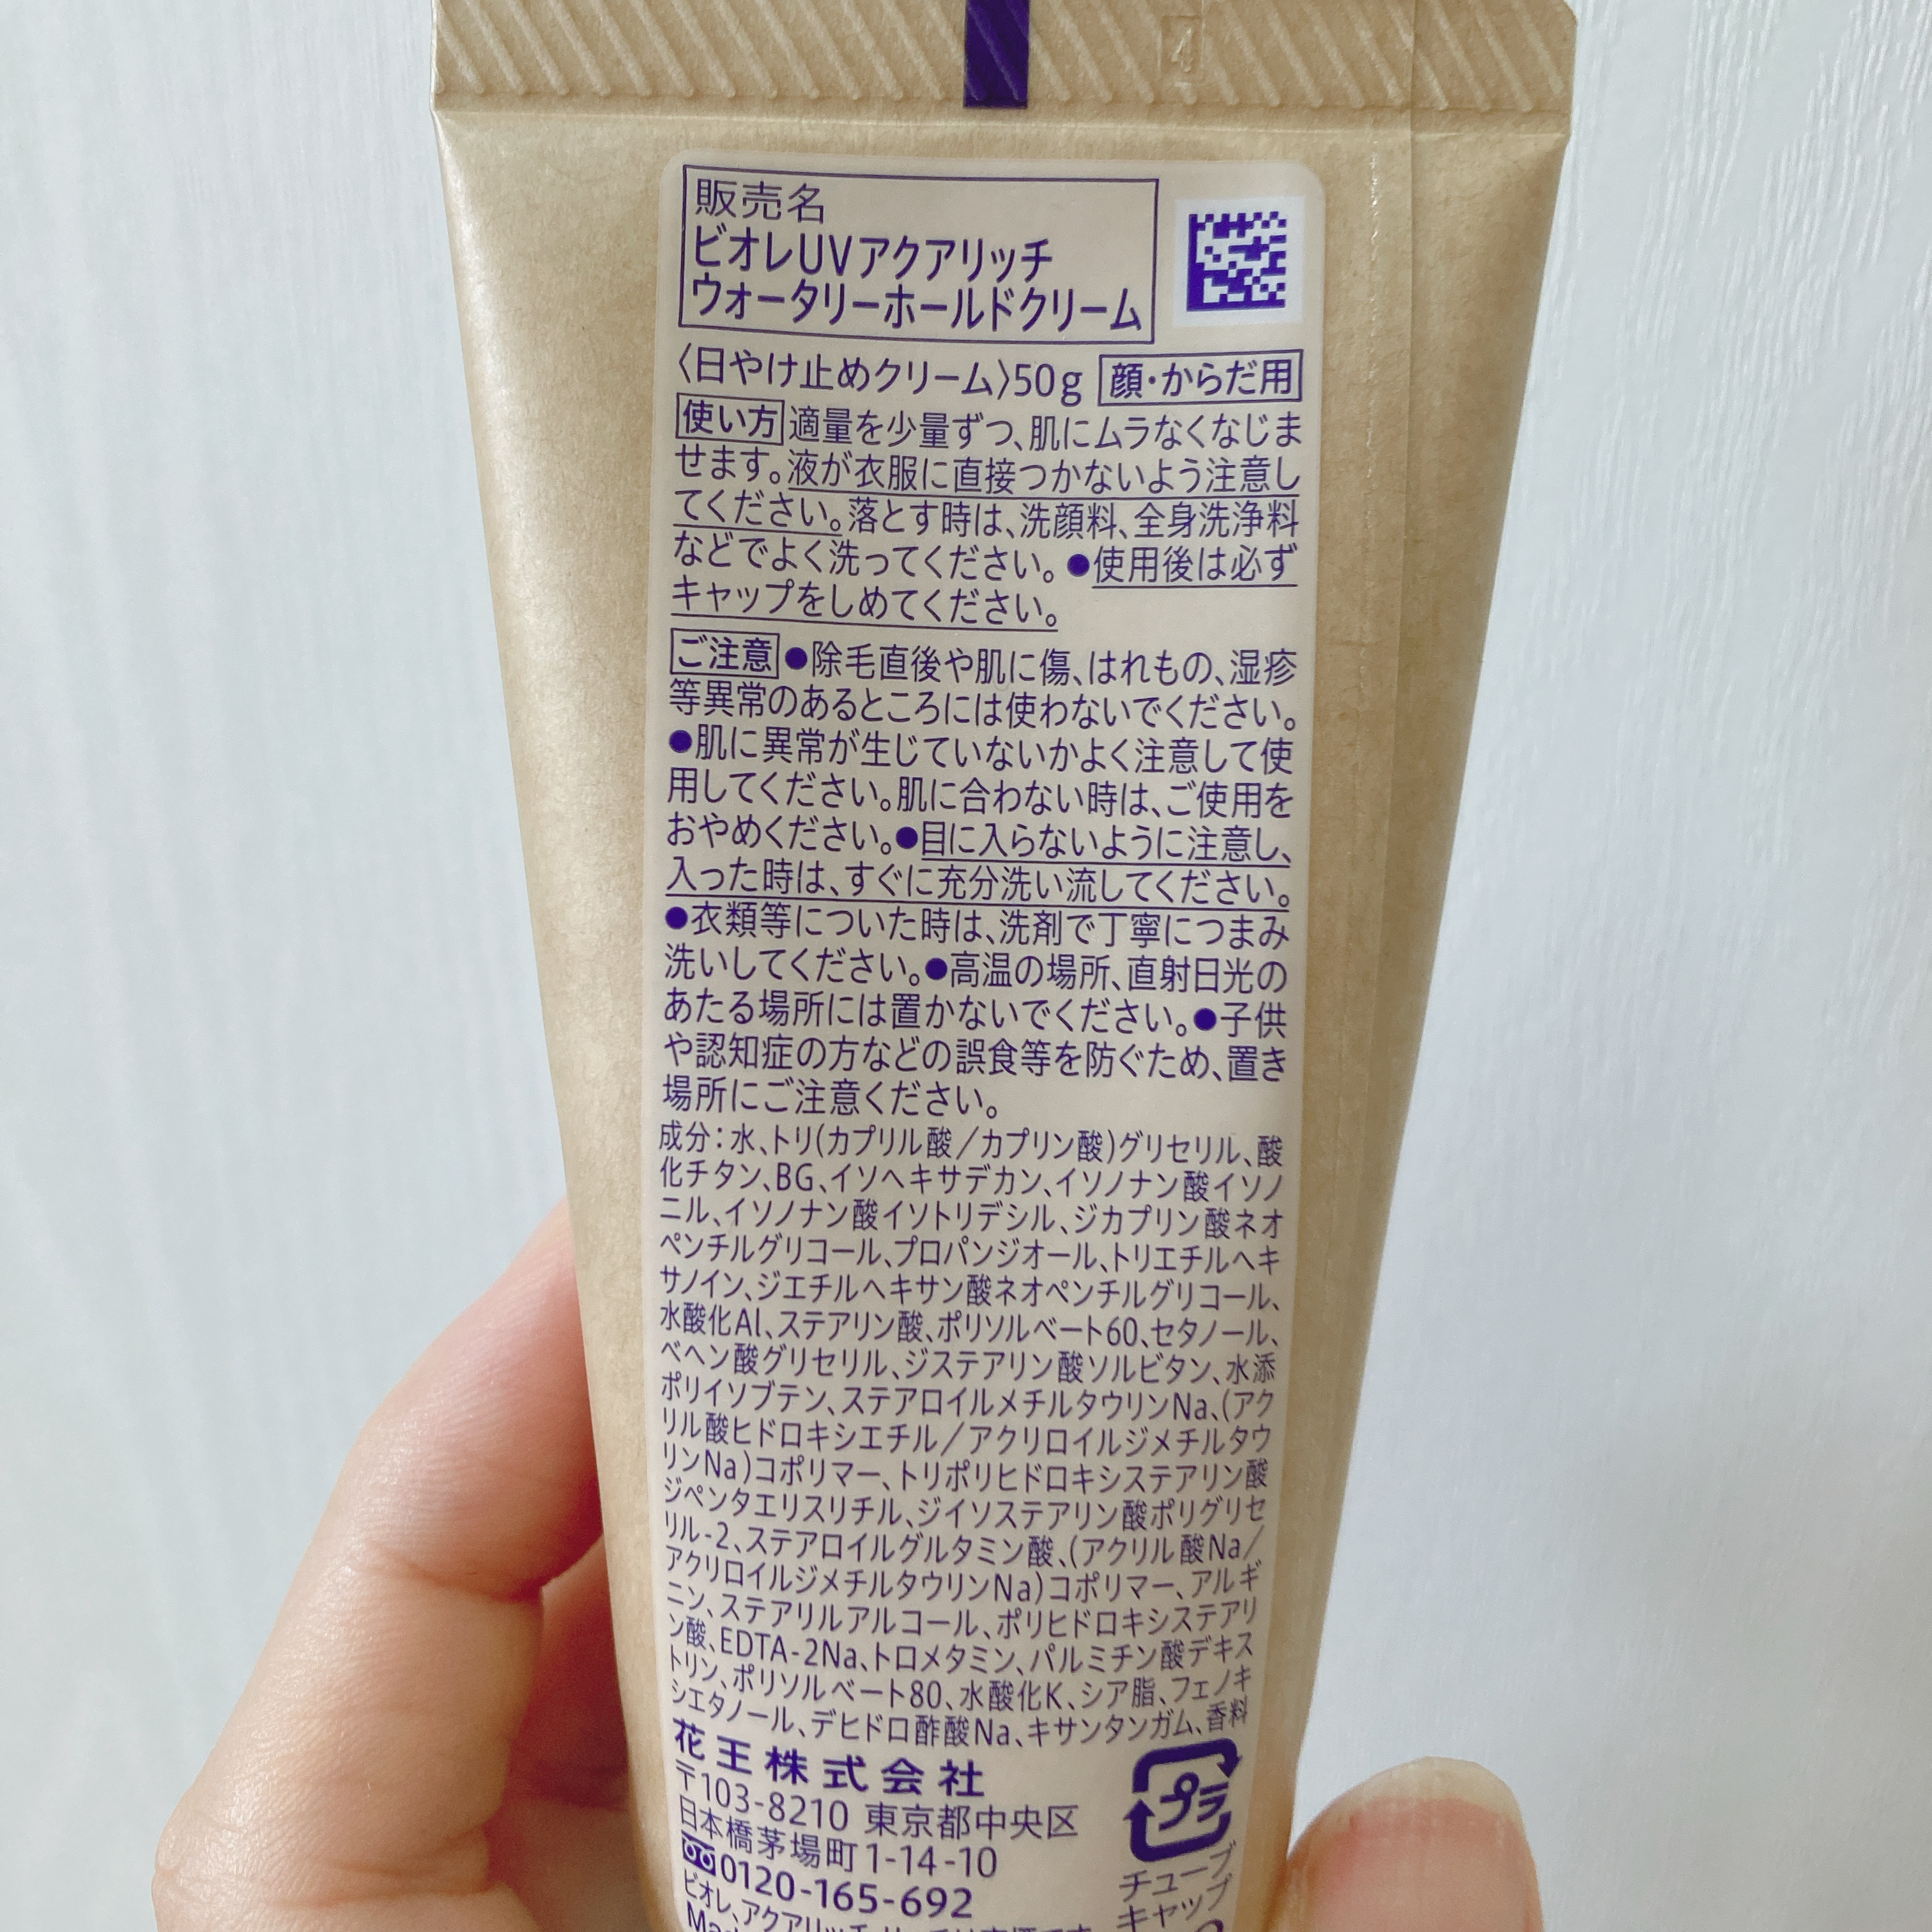 4
販売名
ビオレUVアクアリッチ
ウォータリーホールドクリーム
〈日やけ止めクリーム〉50g 顔・からだ用
使い方 適量を少量ずつ、肌にムラなくなじま
せます。液が衣服に直接つかないよう注意し
てください。落とす時は、洗顔料、全身洗浄料
などでよく洗ってください。●使用後は必ず
キャップをしめてください。
ご注意 ●除毛直後や肌に傷、はれもの、湿疹
等異常のあるところには使わないでください。
●肌に異常が生じていないかよく注意して使
用してください。肌に合わない時は、ご使用を
おやめください。●目に入らないように注意し、
入った時は、すぐに充分洗い流してください。
●衣類等についた時は、洗剤で丁寧につまみ
洗いしてください。●高温の場所、直射日光の
あたる場所には置かないでください。●子供
や認知症の方などの誤食等を防ぐため、置き
場所にご注意ください。
成分：水、トリ(カプリル酸／カプリン酸)グリセリル、酸
化チタン、BG、イソヘキサデカン、イソノナン酸イソノ
ニル、イソノナン酸イソトリデシル、ジカプリン酸ネオ
ペンチルグリコール、プロパンジオール、トリエチルヘキ
サノイン、ジエチルヘキサン酸ネオペンチルグリコール、
水酸化Al、ステアリン酸、ポリソルベート60、セタノール、
ベヘン酸グリセリル、ジステアリン酸ソルビタン、水添
ポリイソブテン、ステアロイルメチルタウリンNa、(アク
リル酸ヒドロキシエチル／アクリロイルジメチルタウ
リンNa)コポリマー、トリポリヒドロキシステアリン酸
ジペンタエリスリチル、ジイソステアリン酸ポリグリセ
リル-2、ステアロイルグルタミン酸、(アクリル酸Na／
アクリロイルジメチルタウリンNa)コポリマー、アルギ
ニン、ステアリルアルコール、ポリヒドロキシステアリ
ン酸、EDTA-2Na、トロメタミン、パルミチン酸デキス
トリン、ポリソルベート80、水酸化K、シア脂、フェノキ
シエタノール、デヒドロ酢酸Na、キサンタンガム、香料
花王株式会社
〒103-8210 東京都中央区
日本橋茅場町1-14-10
0120-165-692
プラ
チューブ
キャップ
ビオレ、アクアリッチ